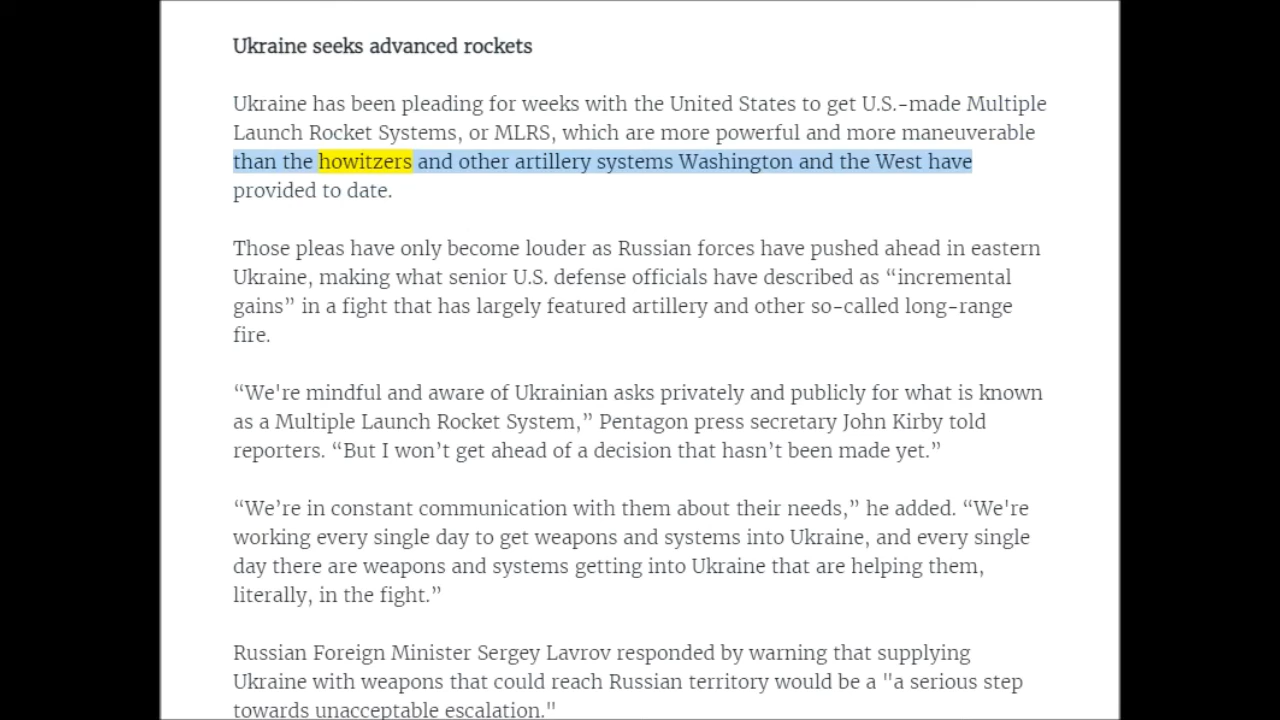 Ukraine seeks advanced rockets
Ukraine has been pleading for weeks with the United States to get U.S.-made Multiple
Launch Rocket Systems, or MLRS, which are more powerful and more maneuverable
than the howitzers and other artillery systems Washington and the West have
provided to date.
Those pleas have only become louder as Russian forces have pushed ahead in eastern
Ukraine, making what senior U.S. defense officials have described as “incremental
gains” in a fight that has largely featured artillery and other so-called long-range
fire.
“We're mindful and aware of Ukrainian asks privately and publicly for what is known
as a Multiple Launch Rocket System,” Pentagon press secretary John Kirby told
reporters. “But I won’t get ahead of a decision that hasn’t been made yet.”
“We’re in constant communication with them about their needs,” he added. “We're
working every single day to get weapons and systems into Ukraine, and every single
day there are weapons and systems getting into Ukraine that are helping them,
literally, in the fight.”
Russian Foreign Minister Sergey Lavrov responded by warning that supplying
Ukraine with weapons that could reach Russian territory would be a "a serious step
towards unacceptable escalation."